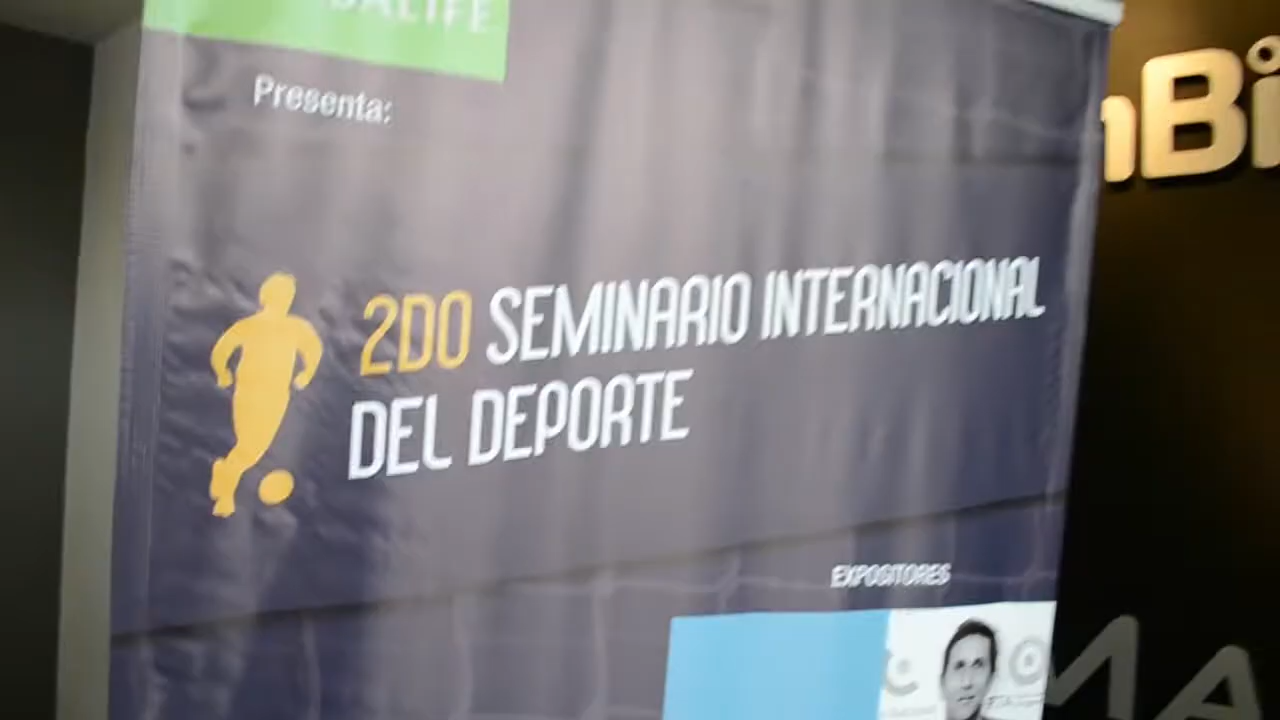 Presenta:
2DO SEMINARIO INTERNACIONAL
DEL DEPORTE
EXPOSITORES